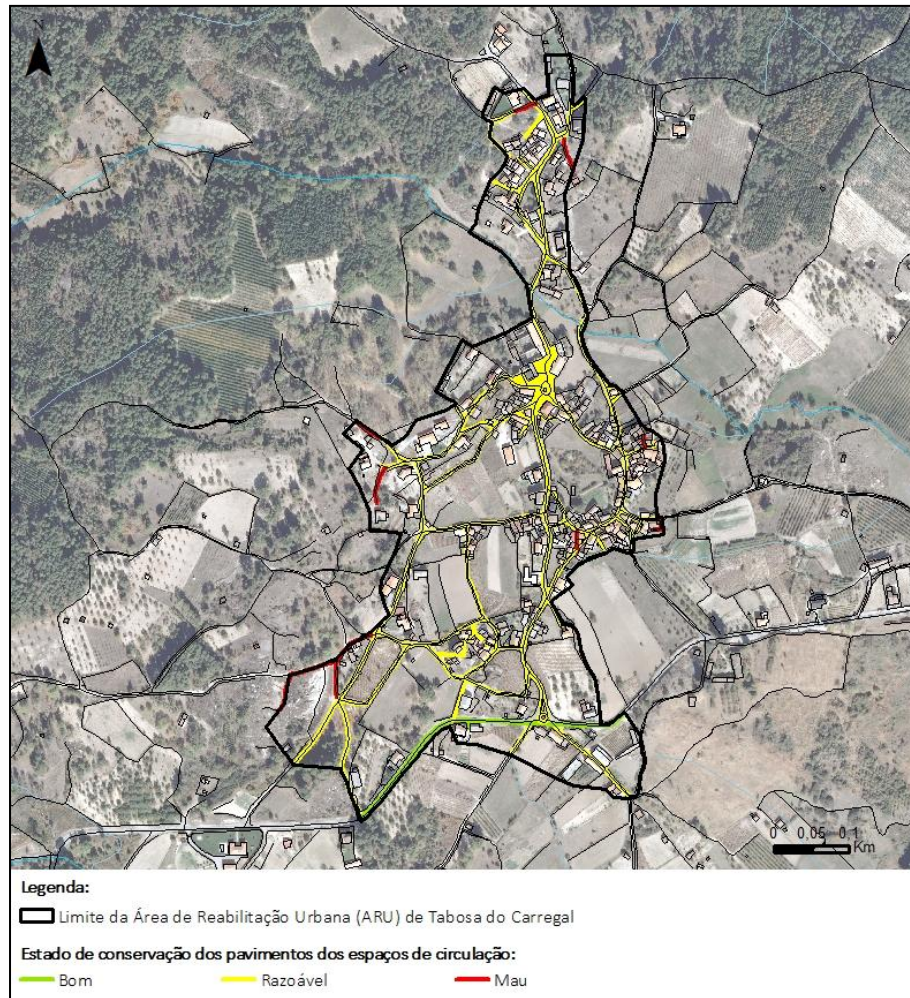 N
0 0,05 0,1
Km
Legenda:
Limite da Área de Reabilitação Urbana (ARU) de Tabosa do Carregal
Estado de conservação dos pavimentos dos espaços de circulação:
Bom Razoável Mau